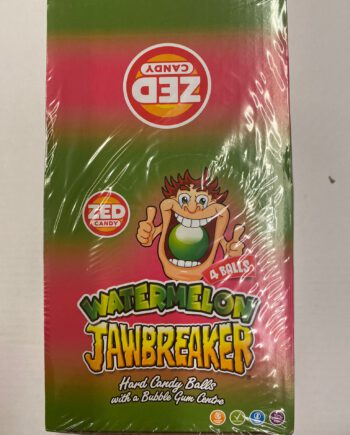 ZED
CANDY
ZED
CANDY
4 BALLS
WATERMELON
JAWBREAKER
Hard Candy Balls
with a Bubble Gum Centre